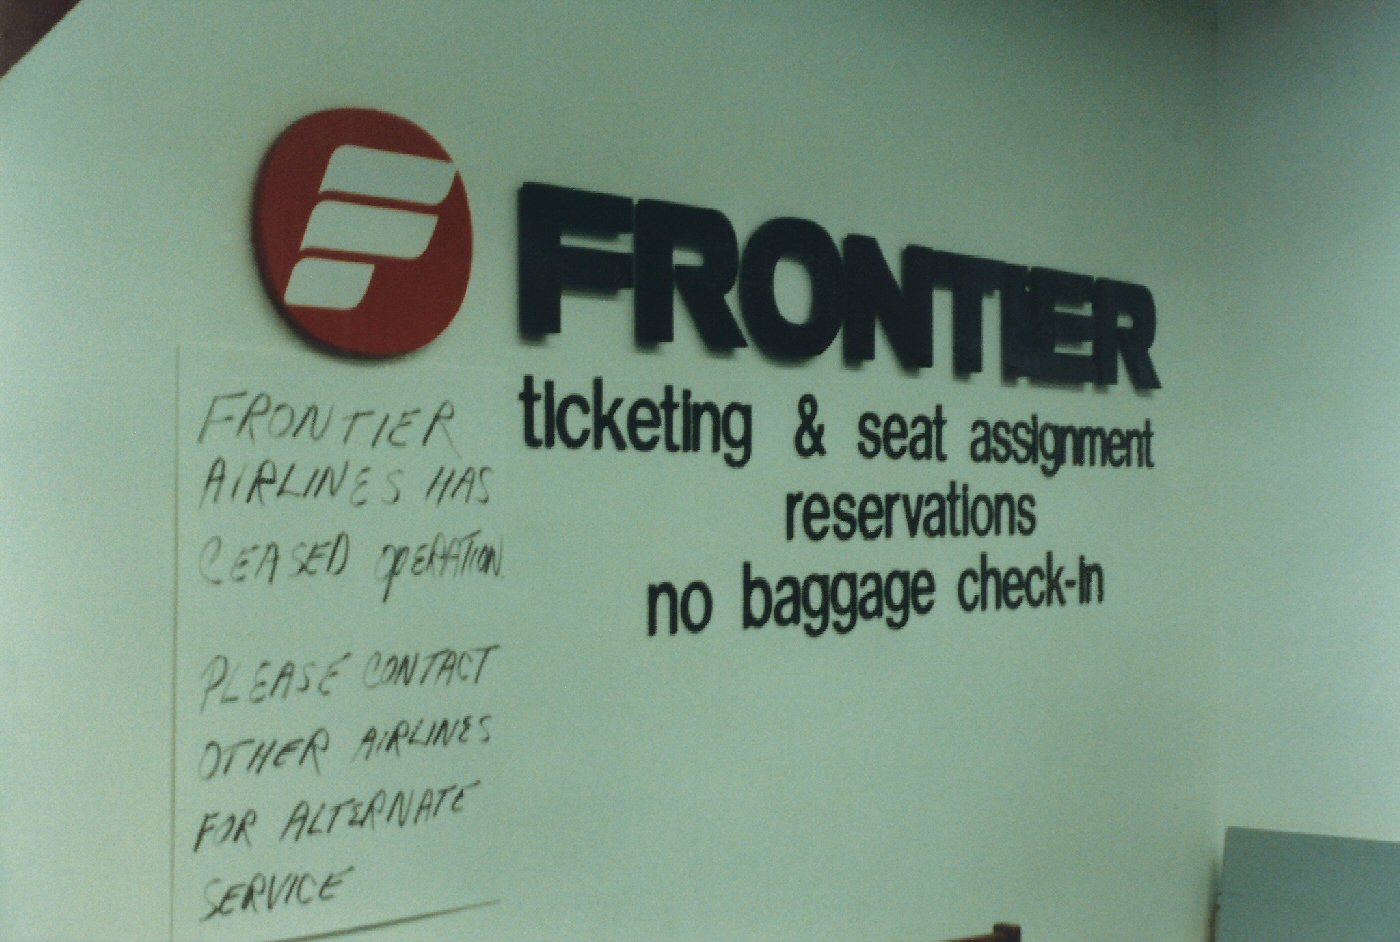 FRONTIER
ticketing & seat assignment
reservations
no baggage check-in
FRONTIER
AIRLINES HAS
CEASED OPERATION.
PLEASE CONTACT
OTHER AIRLINES
FOR ALTERNATE
SERVICE